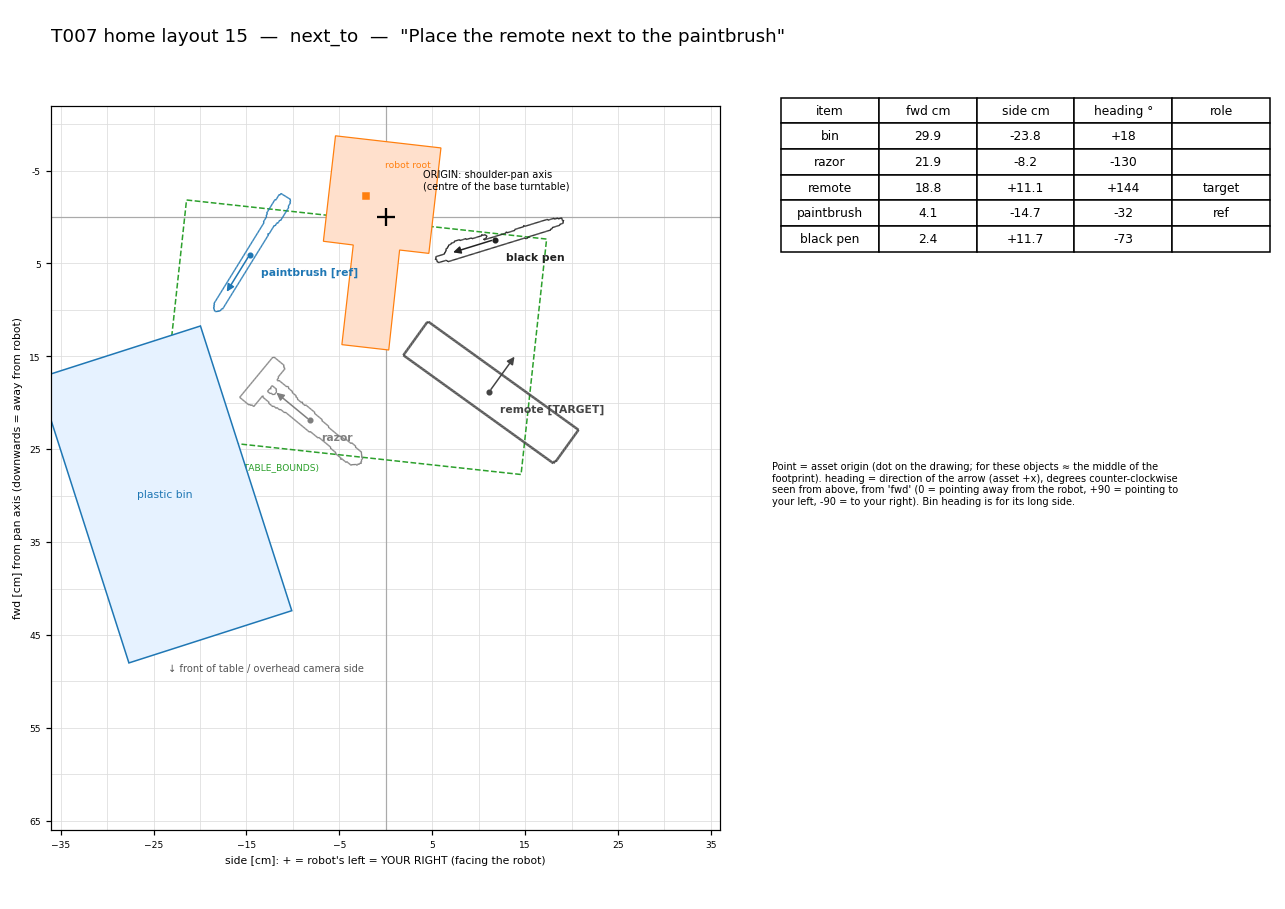 T007 home layout 15 — next_to — "Place the remote next to the paintbrush"
item fwd cm side cm heading ° role
bin 29.9 -23.8 +18
razor 21.9 -8.2 -130
remote 18.8 +11.1 +144 target
paintbrush 4.1 -14.7 -32 ref
black pen 2.4 +11.7 -73
robot root
ORIGIN: shoulder-pan axis
(centre of the base turntable)
black pen
paintbrush [ref]
remote [TARGET]
razor
TABLE_BOUNDS)
plastic bin
↓ front of table / overhead camera side
-5
5
15
25
35
45
55
65
fwd [cm] from pan axis (downwards = away from robot)
−35 −25 −15 −5 5 15 25 35
side [cm]: + = robot's left = YOUR RIGHT (facing the robot)
Point = asset origin (dot on the drawing; for these objects ≈ the middle of the
footprint). heading = direction of the arrow (asset +x), degrees counter-clockwise
seen from above, from 'fwd' (0 = pointing away from the robot, +90 = pointing to
your left, -90 = to your right). Bin heading is for its long side.